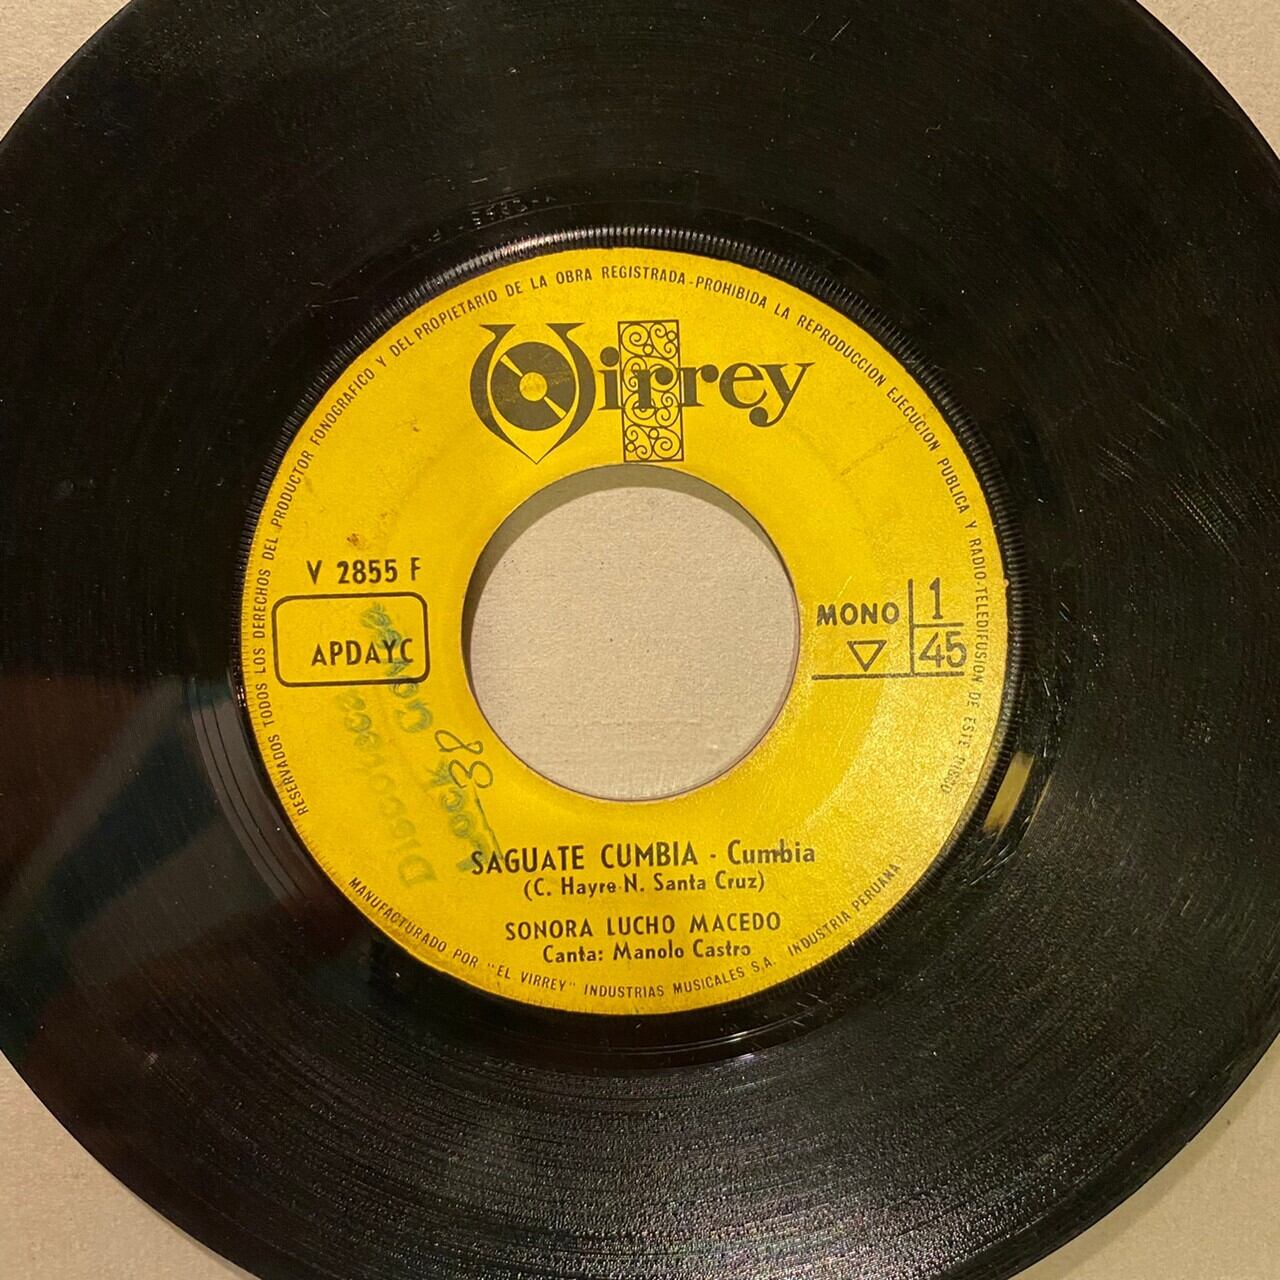 RESERVADOS TODOS LOS DERECHOS DEL PRODUCTOR FONOGRAFICO Y DEL PROPIETARIO DE LA OBRA REGISTRADA-PROHIBIDA LA REPRODUCCION EJECUCION PUBLICA Y RADIO-TELEDIFUSION DE ESTE DISCO
Virrey
V 2855 F
APDAYC
MONO 1
45
SAGUATE CUMBIA - Cumbia
(C. Hayre-N. Santa Cruz)
SONORA LUCHO MACEDO
Canta: Manolo Castro
MANUFACTURADO POR "EL VIRREY" INDUSTRIAS MUSICALES S.A. INDUSTRIA PERUANA